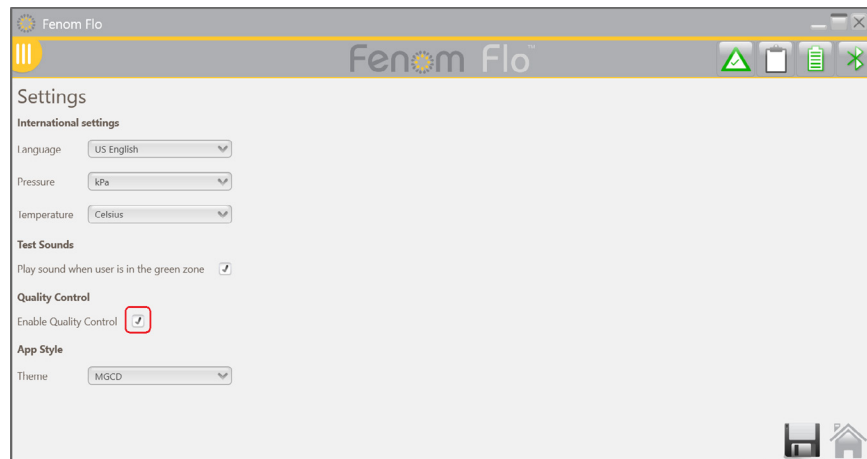 Fenom Flo
Fenom Flo™
Settings
International settings
Language US English
Pressure kPa
Temperature Celsius
Test Sounds
Play sound when user is in the green zone
Quality Control
Enable Quality Control
App Style
Theme MGCD